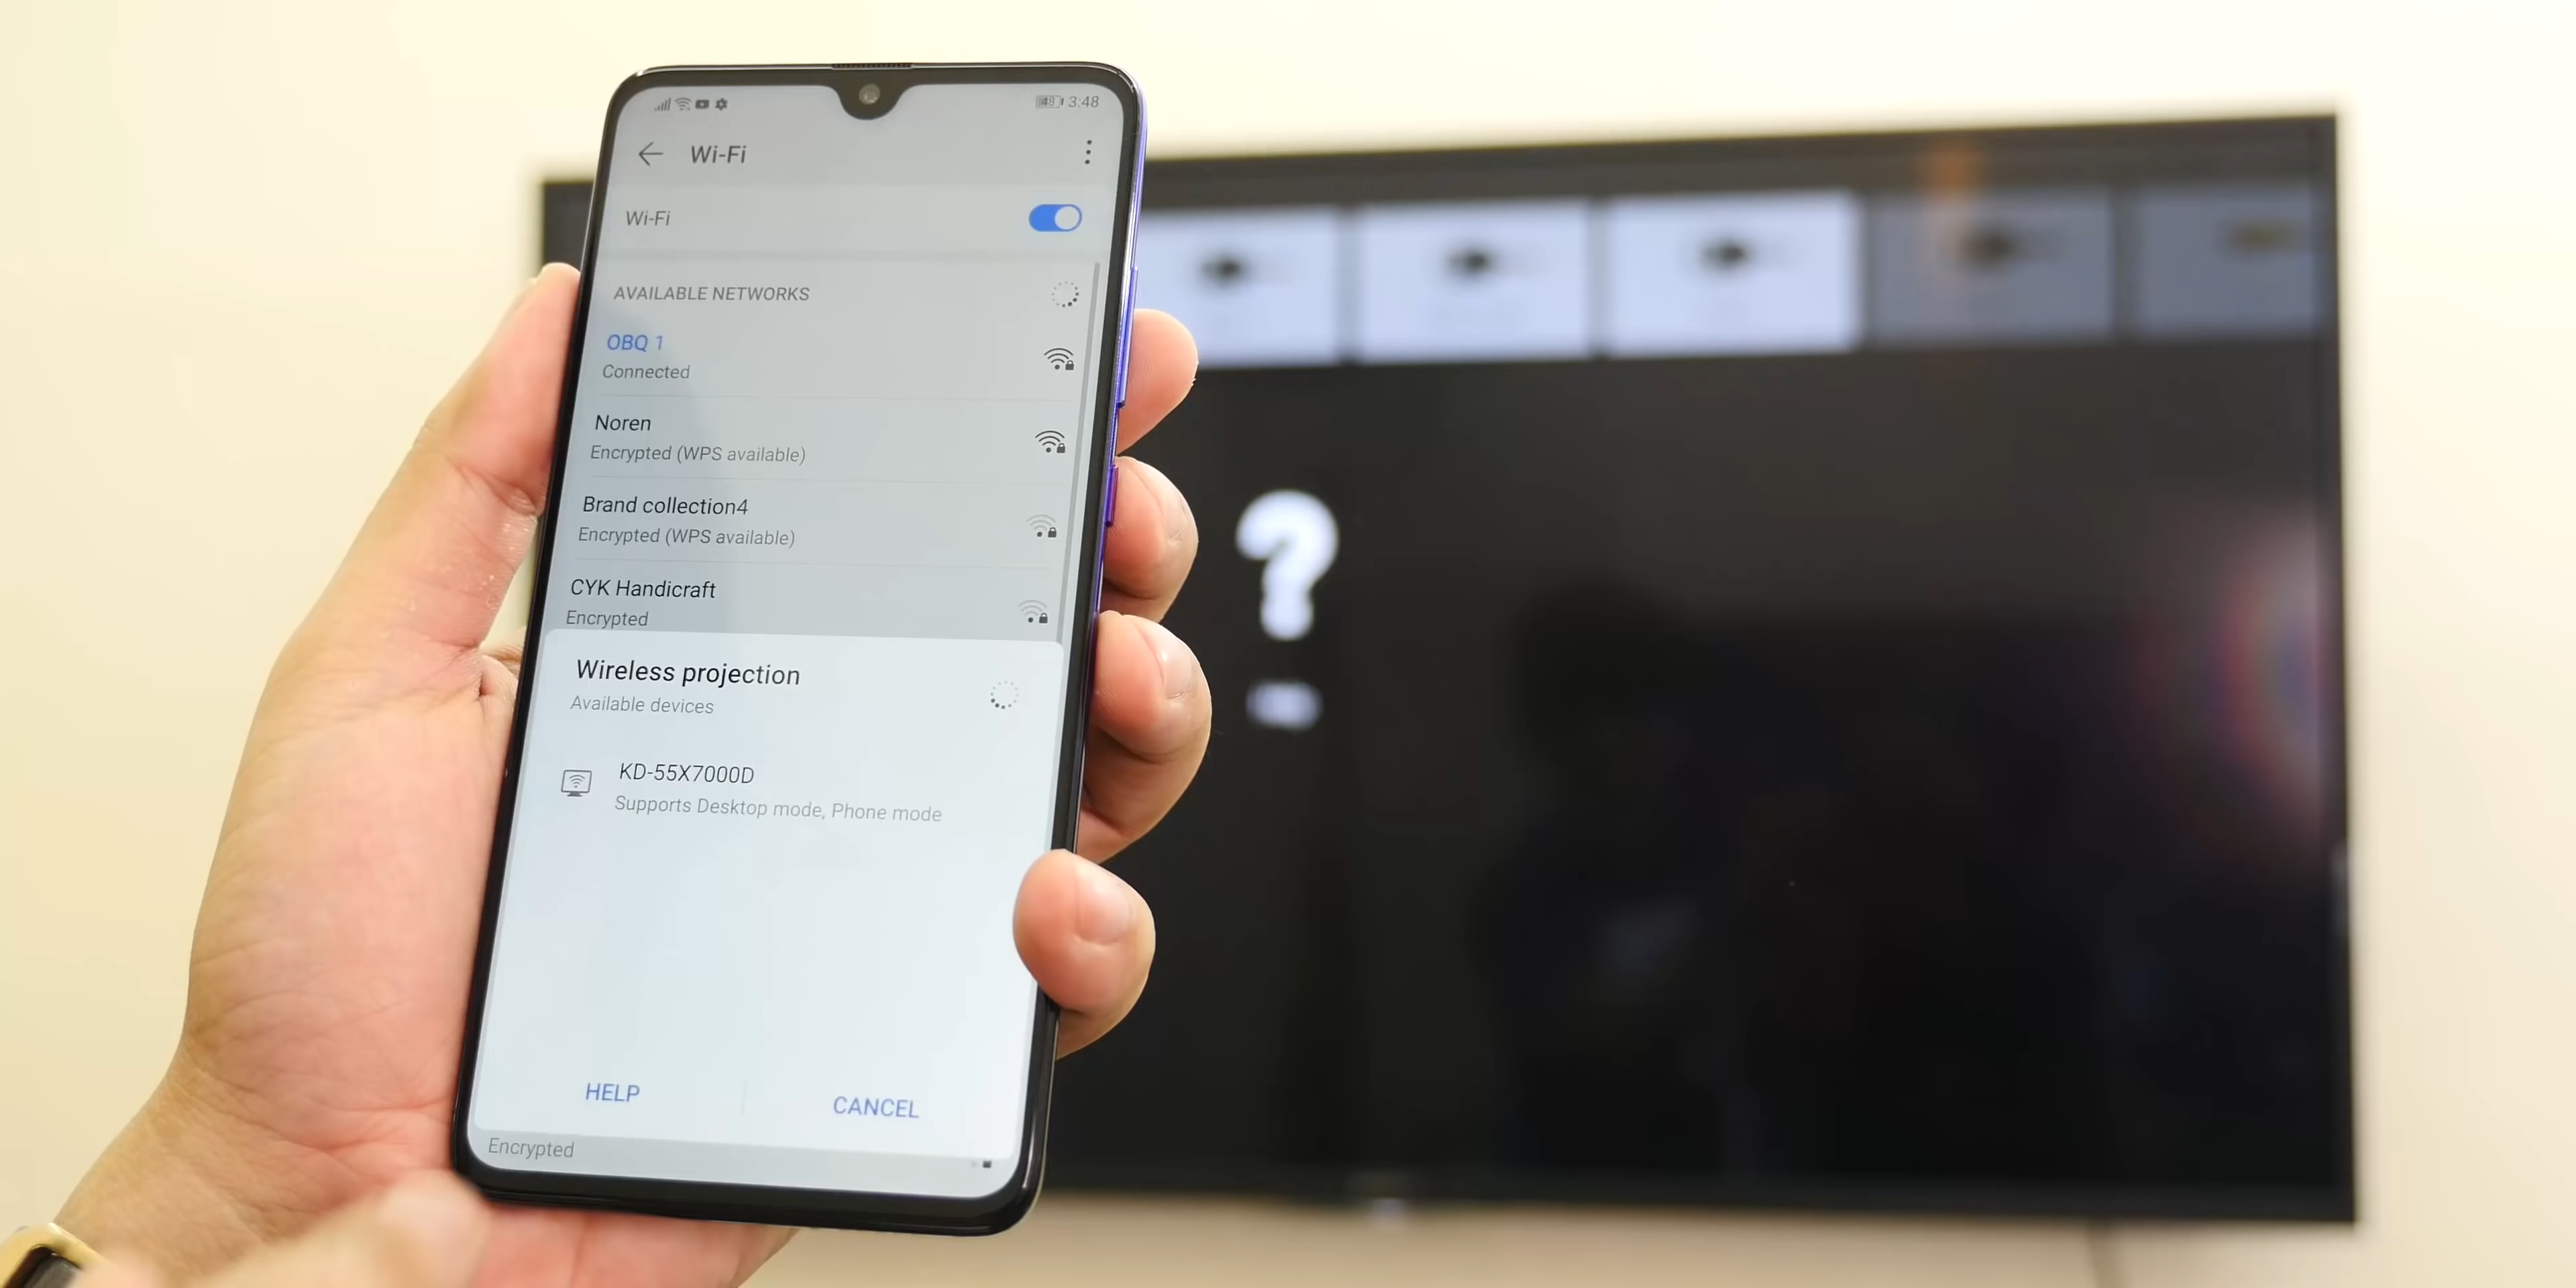 48 3:48
Wi-Fi
Wi-Fi
AVAILABLE NETWORKS
OBQ 1
Connected
Noren
Encrypted (WPS available)
Brand collection4
Encrypted (WPS available)
CYK Handicraft
Encrypted
Wireless projection
Available devices
KD-55X7000D
Supports Desktop mode, Phone mode
HELP
CANCEL
Encrypted
?